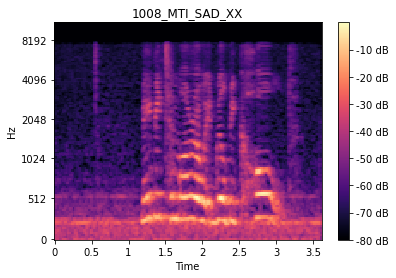 1008_MTI_SAD_XX
8192
4096
2048
1024
512
0
Hz
0 0.5 1 1.5 2 2.5 3 3.5
Time
-10 dB
-20 dB
-30 dB
-40 dB
-50 dB
-60 dB
-70 dB
-80 dB